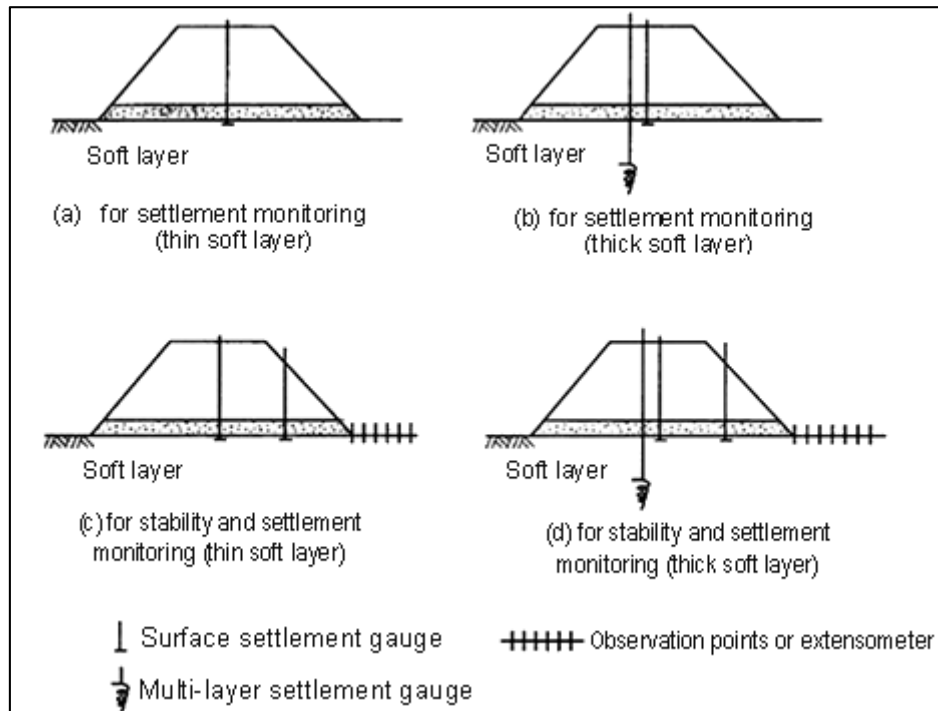 Soft layer
(a) for settlement monitoring
(thin soft layer)
Soft layer
(b) for settlement monitoring
(thick soft layer)
Soft layer
(c) for stability and settlement
monitoring (thin soft layer)
Soft layer
(d) for stability and settlement
monitoring (thick soft layer)
Surface settlement gauge
Observation points or extensometer
Multi-layer settlement gauge